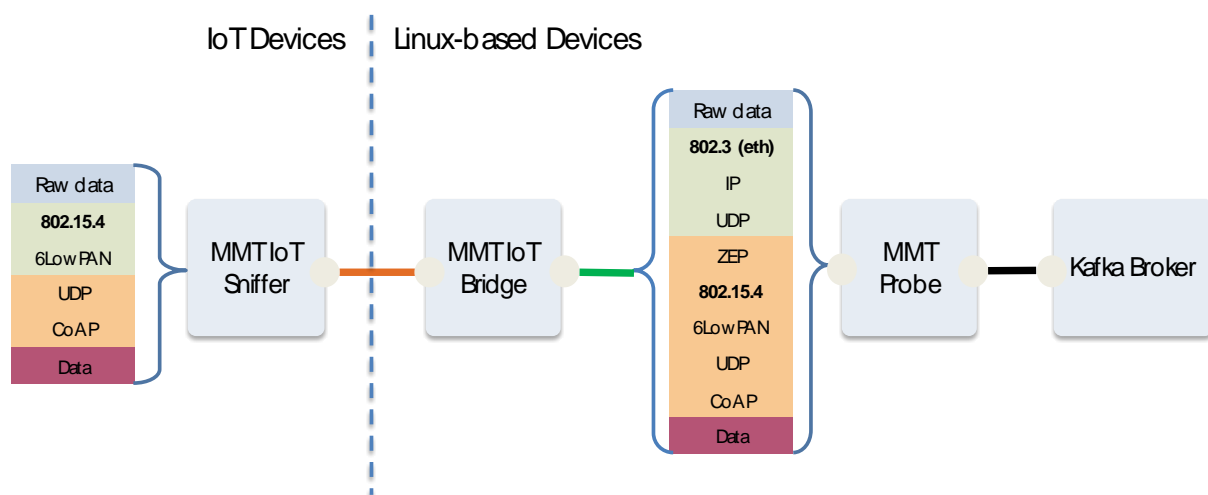 IoT Devices
Linux-based Devices
Raw data
802.15.4
6LowPAN
UDP
CoAP
Data
MMT IoT
Sniffer
MMT IoT
Bridge
Raw data
802.3 (eth)
IP
UDP
ZEP
802.15.4
6LowPAN
UDP
CoAP
Data
MMT
Probe
Kafka Broker